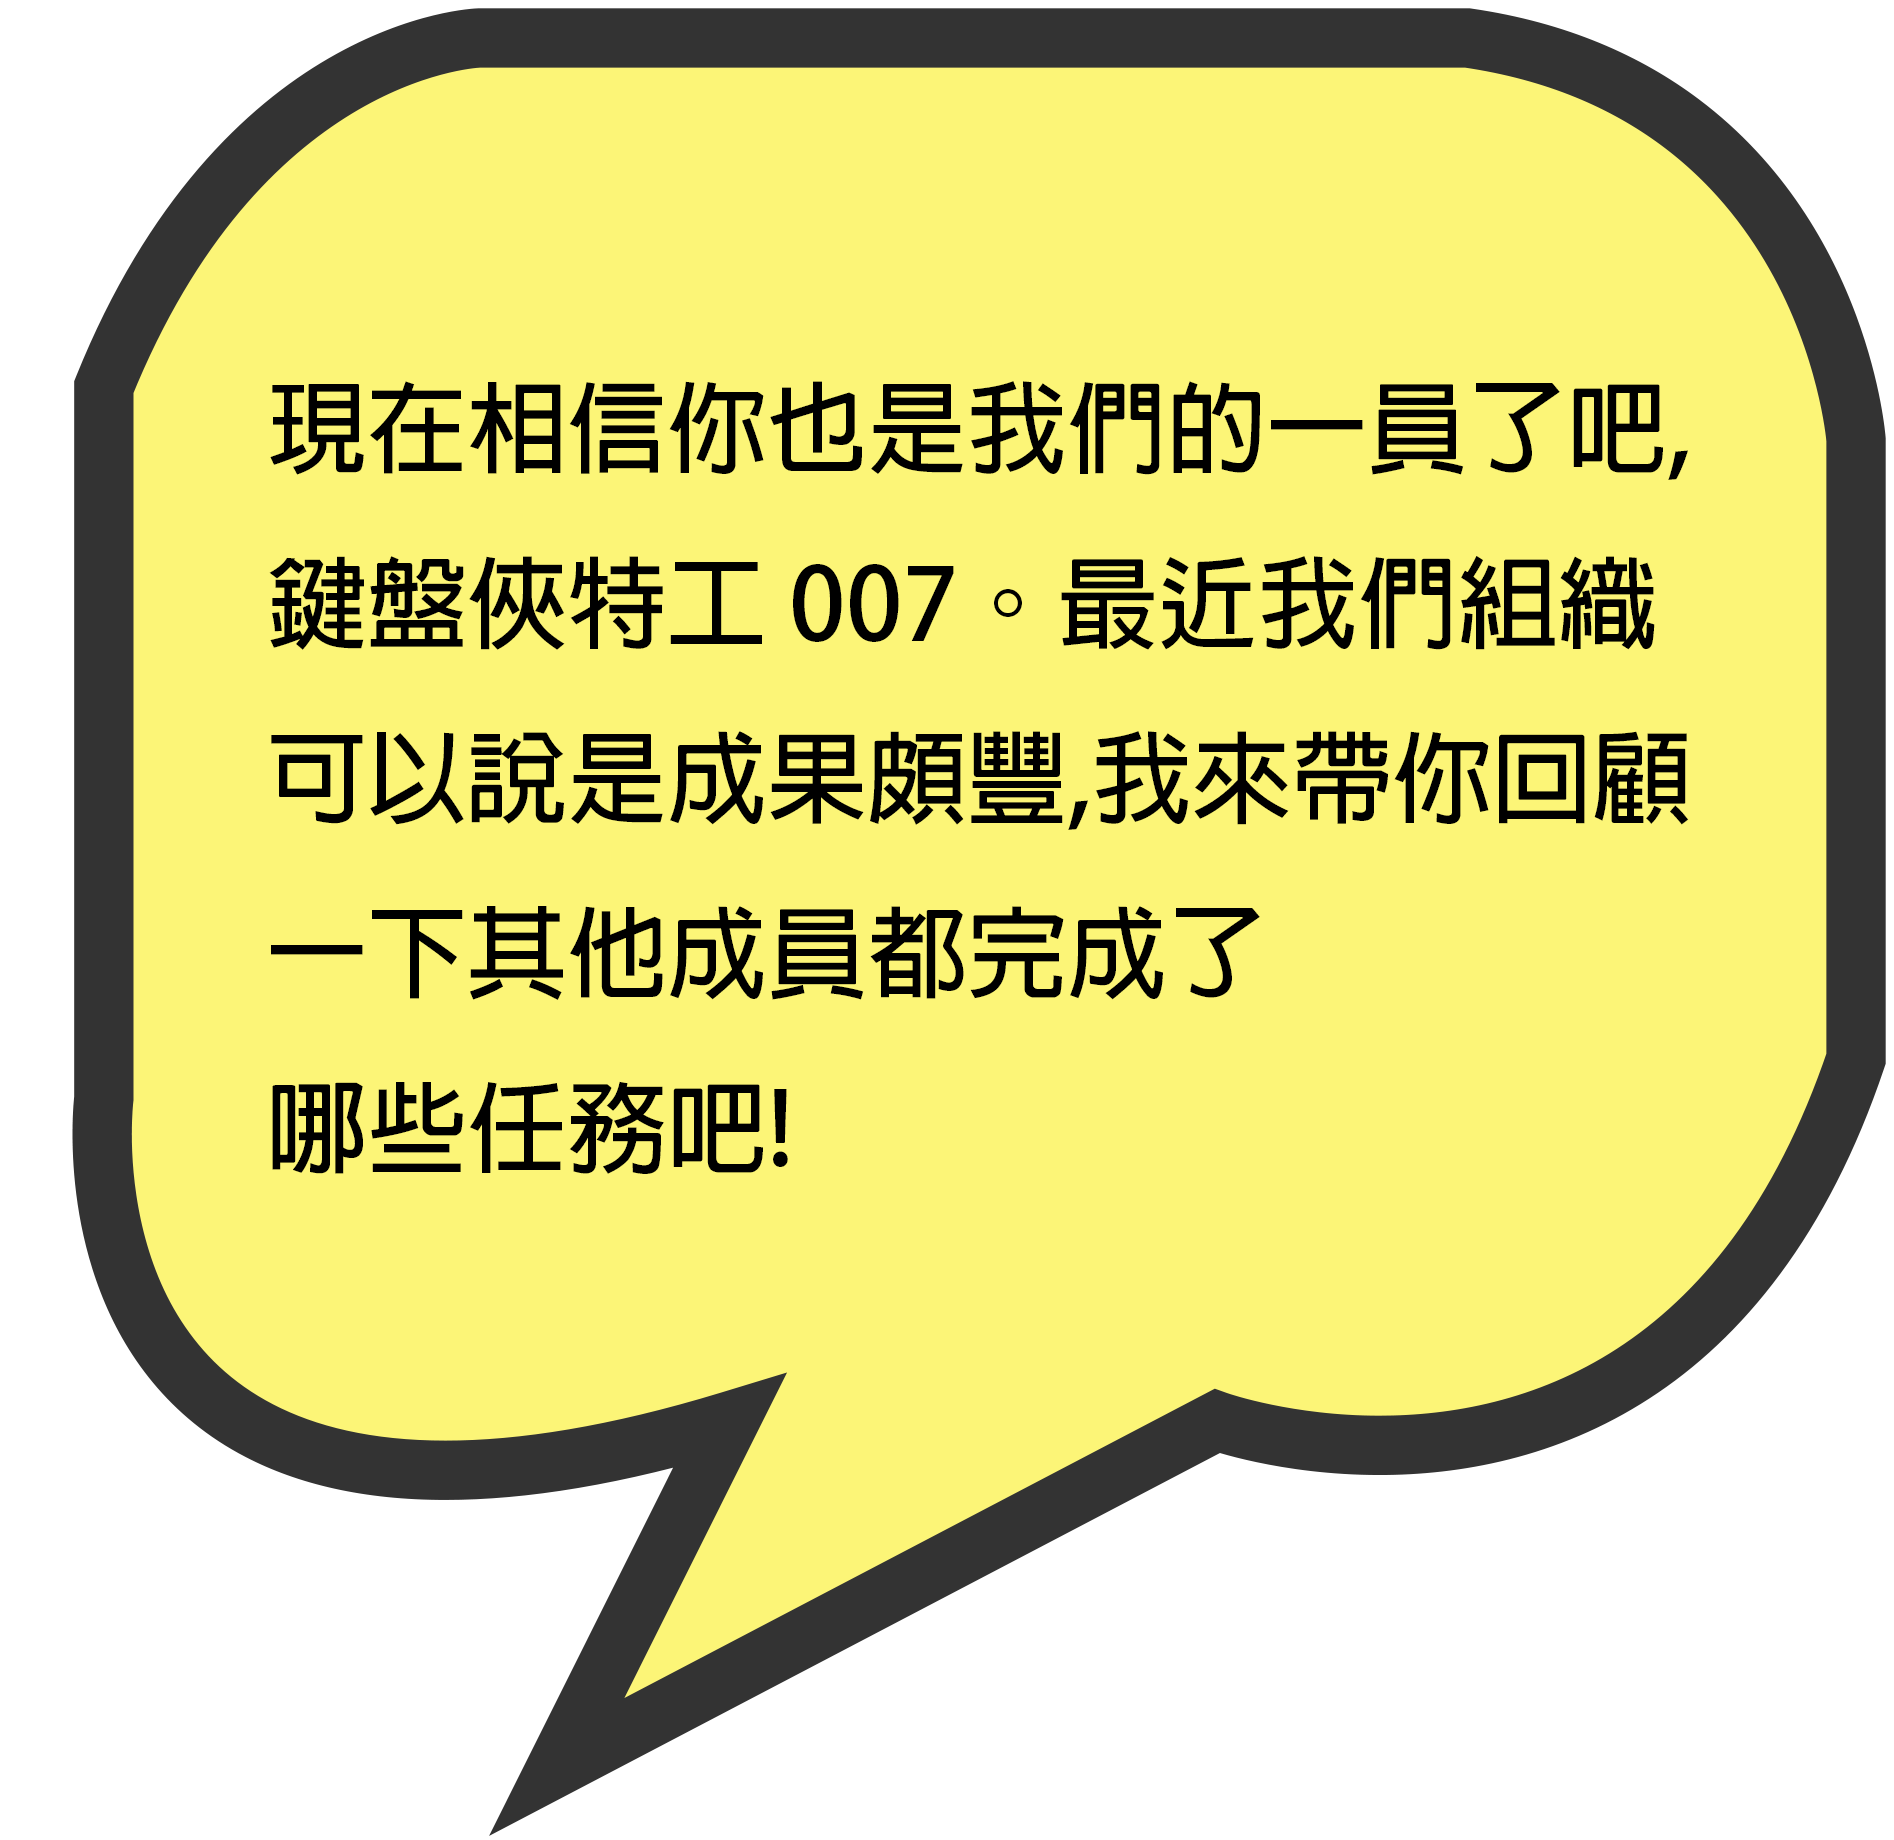 現在相信你也是我們的一員了吧,
鍵盤俠特工 007。最近我們組織
可以說是成果頗豐,我來帶你回顧
一下其他成員都完成了
哪些任務吧!